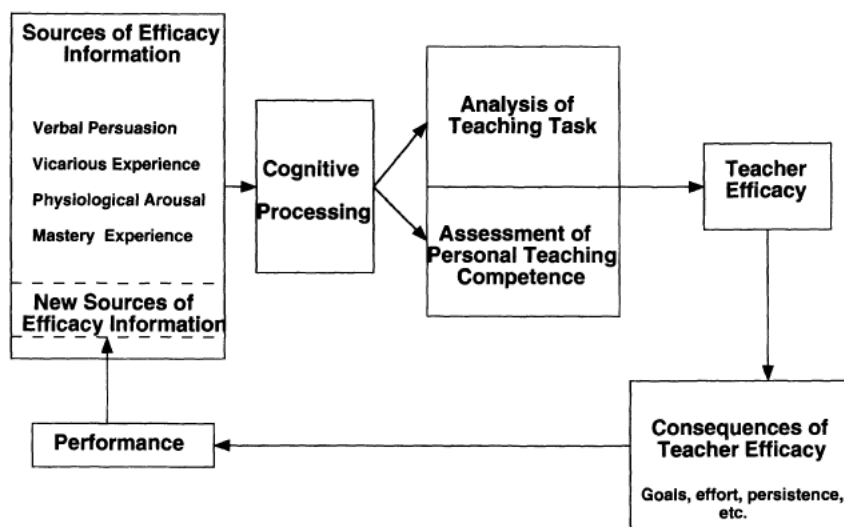 Sources of Efficacy
Information
Verbal Persuasion
Vicarious Experience
Physiological Arousal
Mastery Experience
New Sources of
Efficacy Information
Cognitive
Processing
Analysis of
Teaching Task
Assessment of
Personal Teaching
Competence
Teacher
Efficacy
Consequences of
Teacher Efficacy
Goals, effort, persistence,
etc.
Performance